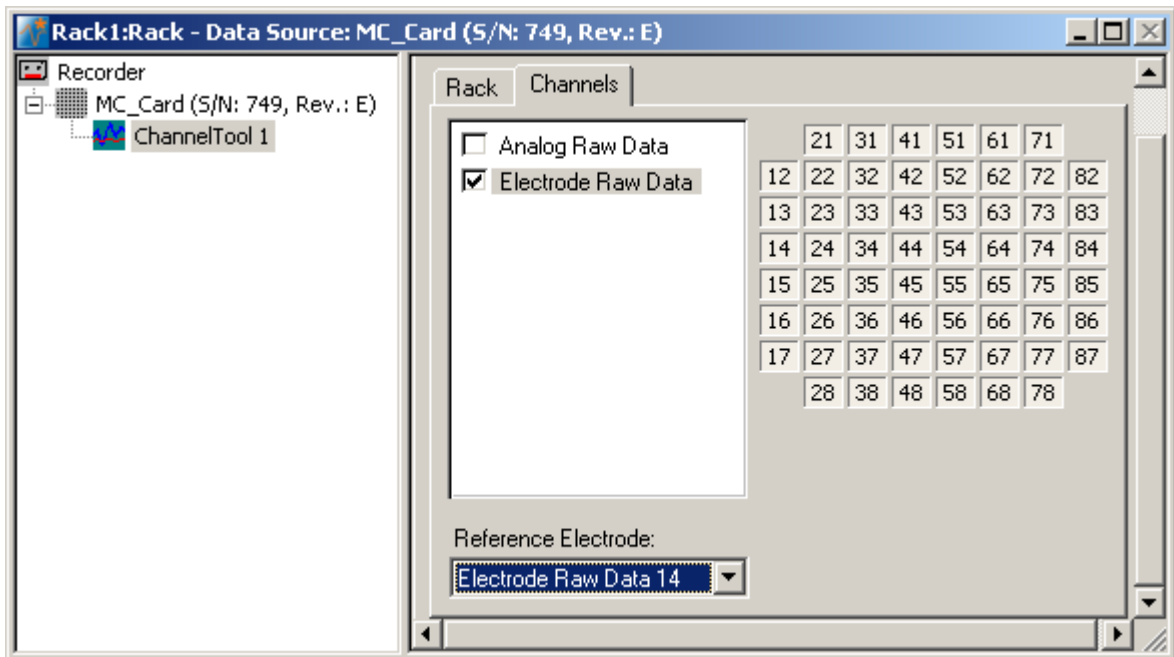 Rack1:Rack - Data Source: MC_Card (S/N: 749, Rev.: E)
Recorder
MC_Card (S/N: 749, Rev.: E)
ChannelTool 1
Rack Channels
Analog Raw Data
Electrode Raw Data
21 31 41 51 61 71
12 22 32 42 52 62 72 82
13 23 33 43 53 63 73 83
14 24 34 44 54 64 74 84
15 25 35 45 55 65 75 85
16 26 36 46 56 66 76 86
17 27 37 47 57 67 77 87
28 38 48 58 68 78
Reference Electrode:
Electrode Raw Data 14